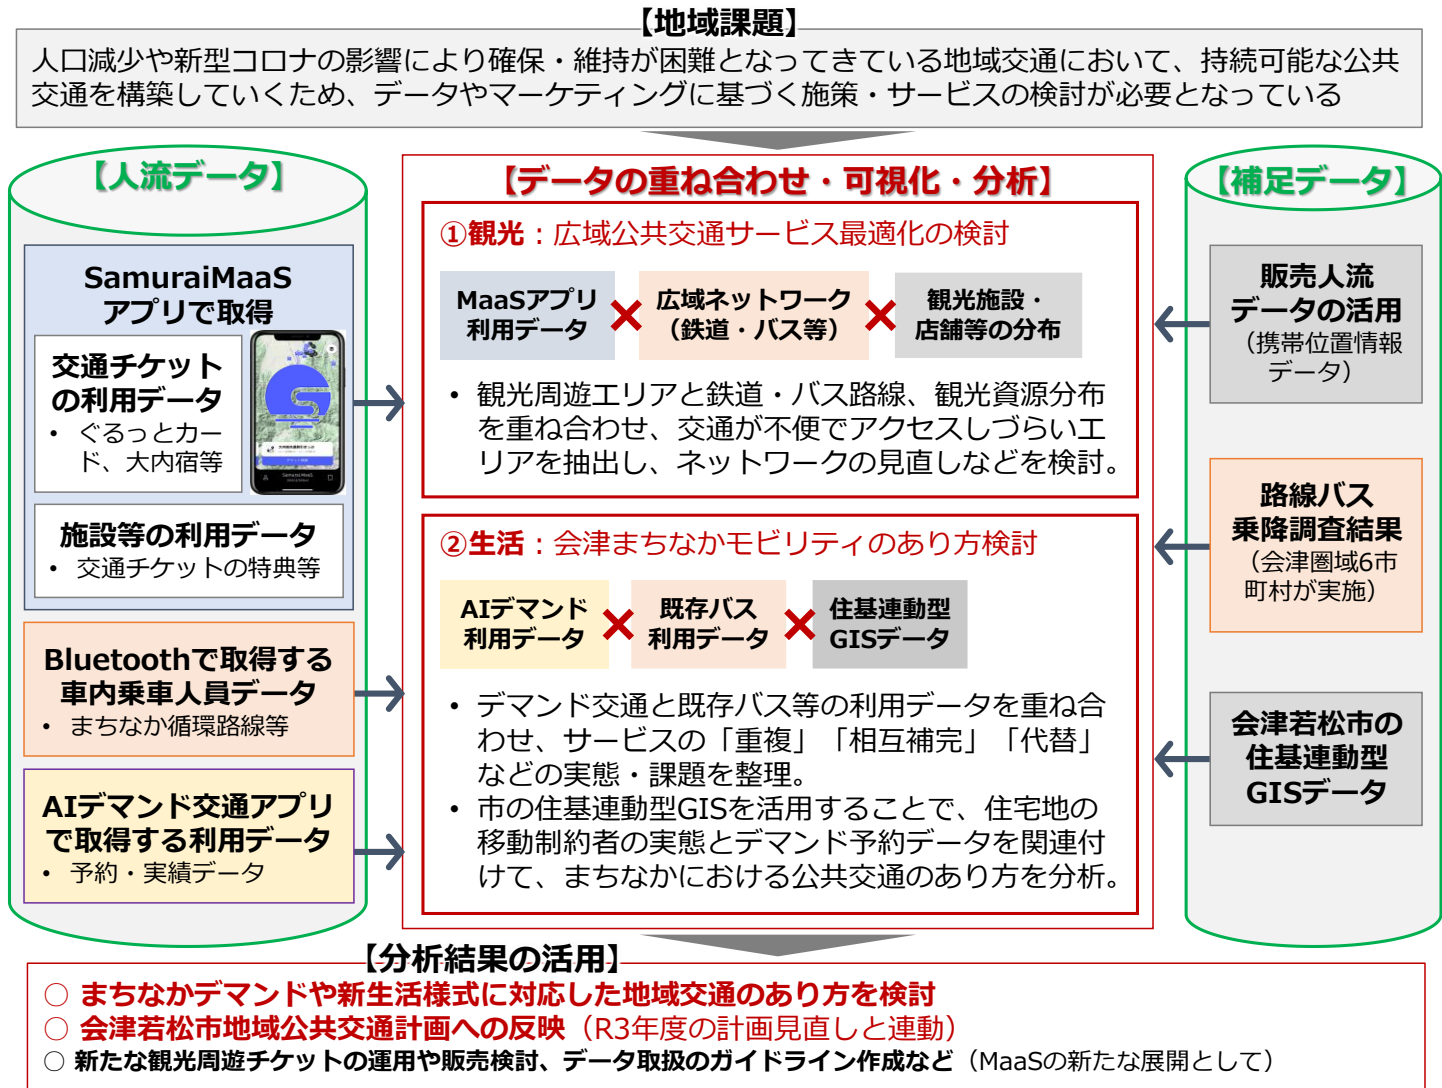 【地域課題】
人口減少や新型コロナの影響により確保・維持が困難となってきている地域交通において、持続可能な公共
交通を構築していくため、データやマーケティングに基づく施策・サービスの検討が必要となっている
【人流データ】
SamuraiMaaS
アプリで取得
交通チケット
の利用データ
• ぐるっとカー
ド、大内宿等
施設等の利用データ
• 交通チケットの特典等
Bluetoothで取得する
車内乗車人員データ
• まちなか循環路線等
AIデマンド交通アプリ
で取得する利用データ
• 予約・実績データ
【データの重ね合わせ・可視化・分析】
①観光：広域公共交通サービス最適化の検討
MaaSアプリ
利用データ
×
広域ネットワーク
（鉄道・バス等）
×
観光施設・
店舗等の分布
• 観光周遊エリアと鉄道・バス路線、観光資源分布
を重ね合わせ、交通が不便でアクセスしづらいエ
リアを抽出し、ネットワークの見直しなどを検討。
②生活：会津まちなかモビリティのあり方検討
AIデマンド
利用データ
×
既存バス
利用データ
×
住基連動型
GISデータ
• デマンド交通と既存バス等の利用データを重ね合
わせ、サービスの「重複」「相互補完」「代替」
などの実態・課題を整理。
• 市の住基連動型GISを活用することで、住宅地の
移動制約者の実態とデマンド予約データを関連付
けて、まちなかにおける公共交通のあり方を分析。
【補足データ】
販売人流
データの活用
（携帯位置情報
データ）
路線バス
乗降調査結果
（会津圏域6市
町村が実施）
会津若松市の
住基連動型
GISデータ
【分析結果の活用】
○ まちなかデマンドや新生活様式に対応した地域交通のあり方を検討
○ 会津若松市地域公共交通計画への反映（R3年度の計画見直しと連動）
○ 新たな観光周遊チケットの運用や販売検討、データ取扱のガイドライン作成など（MaaSの新たな展開として）